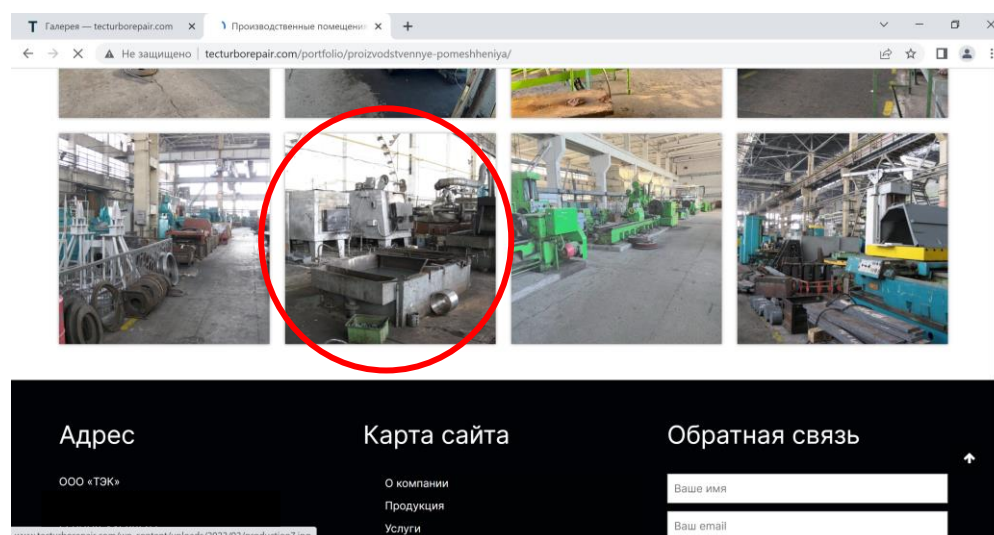 Галерея — tecturborepair.com
Производственные помещени
Не защищено | tecturborepair.com/portfolio/proizvodstvennye-pomeshheniya/
Адрес
ООО «ТЭК»
Карта сайта
О компании
Продукция
Услуги
Обратная связь
Ваше имя
Ваш email